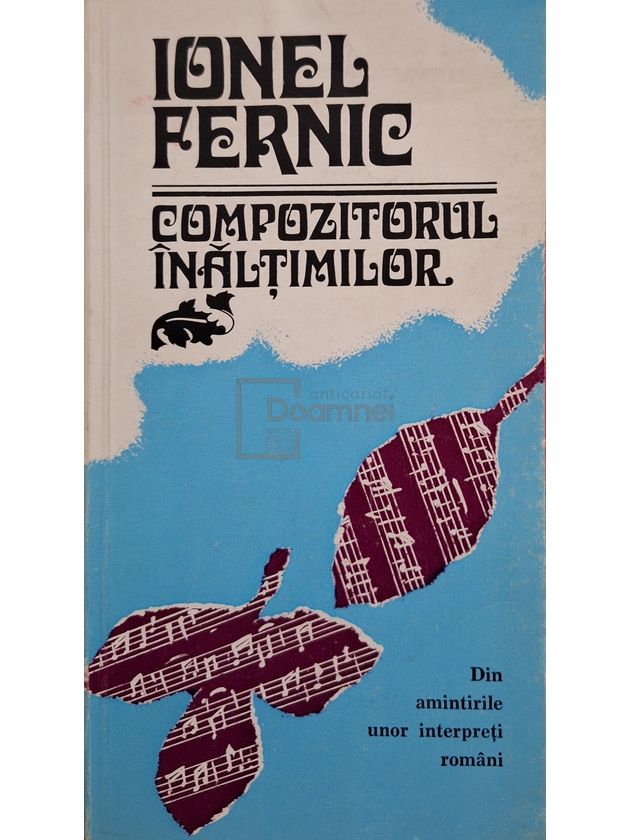 IONEL
FERNIC
COMPOZITORUL
ÎNĂLȚIMILOR
anticariat
Doamnei
Din
amintirile
unor interpreți
români